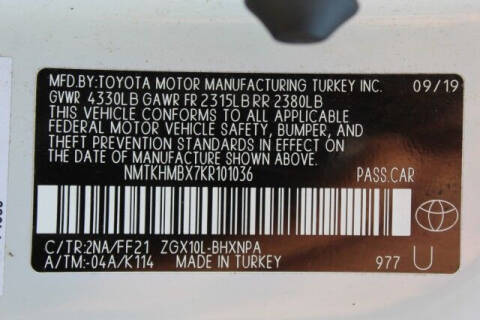 MFD.BY:TOYOTA MOTOR MANUFACTURING TURKEY INC. 09/19
GVWR 4330LB GAWR FR 2315LB RR 2380LB
THIS VEHICLE CONFORMS TO ALL APPLICABLE
FEDERAL MOTOR VEHICLE SAFETY, BUMPER, AND
THEFT PREVENTION STANDARDS IN EFFECT ON
THE DATE OF MANUFACTURE SHOWN ABOVE.
NMTKHMBX7KR101036 PASS.CAR
C/TR:2NA/FF21 ZGX10L-BHXNPA
A/TM:-04A/K114 MADE IN TURKEY 977 U